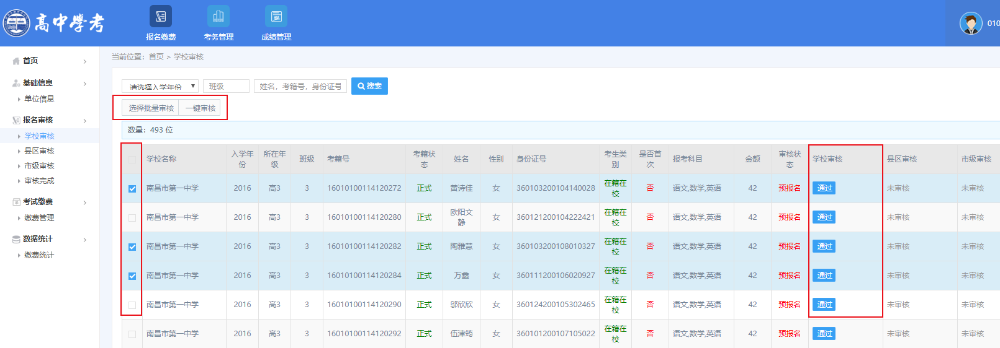 高中学考
报名缴费 考务管理 成绩管理
010
当前位置：首页 > 学校审核
首页
基础信息
单位信息
报名审核
学校审核
县区审核
市级审核
审核完成
考试缴费
缴费管理
数据统计
缴费统计
请选择入学年份 班级 姓名，考籍号，身份证号 搜索
选择批量审核 一键审核
数量：493 位
学校名称 入学年份 所在年级 班级 考籍号 考籍状态 姓名 性别 身份证号 考生类别 是否首次 报考科目 金额 审核状态 学校审核 县区审核 市级审核
南昌市第一中学 2016 高3 3 16010100114120272 正式 黄诗佳 女 360103200104140028 在籍在校 否 语文,数学,英语 42 预报名 通过 未审核 未审核
南昌市第一中学 2016 高3 3 16010100114120280 正式 欧阳文静 女 360121200104222421 在籍在校 否 语文,数学,英语 42 预报名 通过 未审核 未审核
南昌市第一中学 2016 高3 3 16010100114120282 正式 陶雅慧 女 360103200108010327 在籍在校 否 语文,数学,英语 42 预报名 通过 未审核 未审核
南昌市第一中学 2016 高3 3 16010100114120284 正式 万鑫 女 360111200106020927 在籍在校 否 语文,数学,英语 42 预报名 通过 未审核 未审核
南昌市第一中学 2016 高3 3 16010100114120290 正式 邬欣欣 女 360124200105302465 在籍在校 否 语文,数学,英语 42 预报名 通过 未审核 未审核
南昌市第一中学 2016 高3 3 16010100114120292 正式 伍津筠 女 360101200107105022 在籍在校 否 语文,数学,英语 42 预报名 通过 未审核 未审核